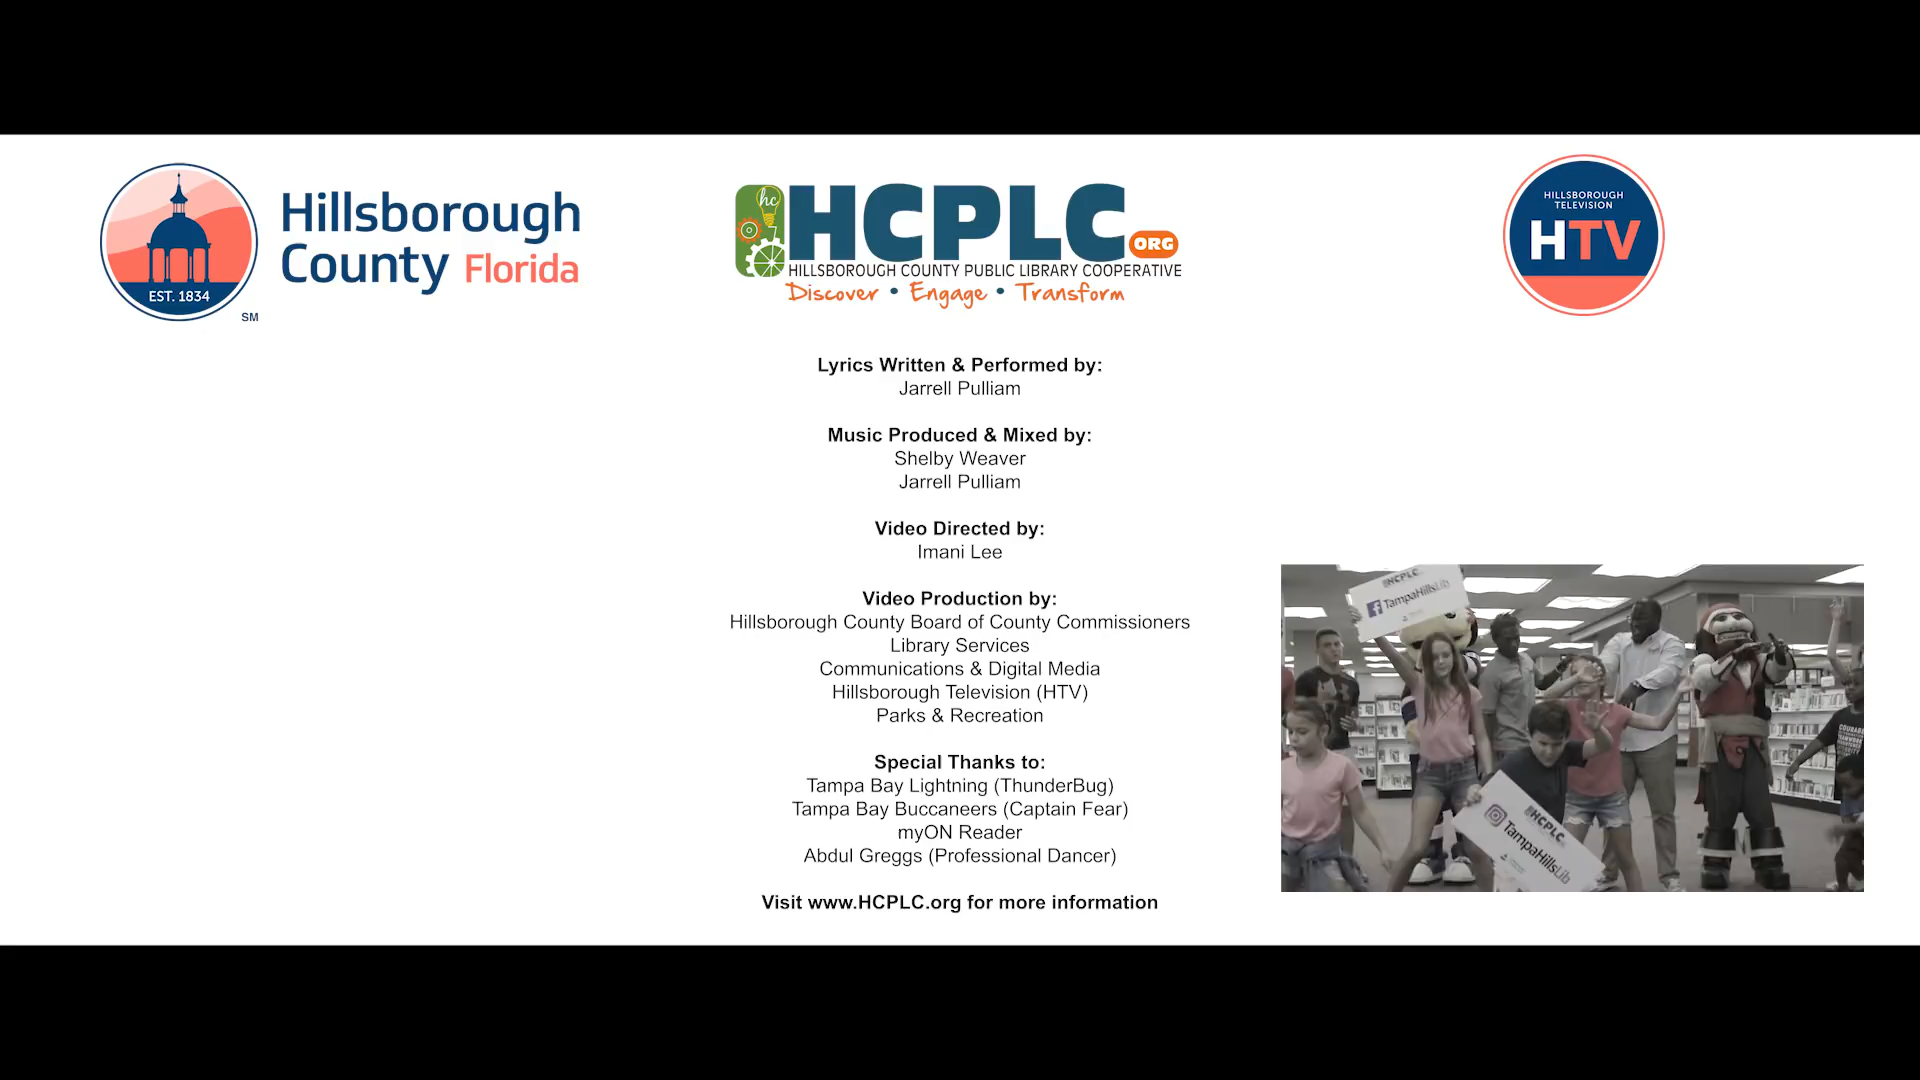 Hillsborough
County Florida
EST. 1834
SM
hc
HCPLC.ORG
HILLSBOROUGH COUNTY PUBLIC LIBRARY COOPERATIVE
Discover • Engage • Transform
HILLSBOROUGH
TELEVISION
HTV
Lyrics Written & Performed by:
Jarrell Pulliam
Music Produced & Mixed by:
Shelby Weaver
Jarrell Pulliam
Video Directed by:
Imani Lee
Video Production by:
Hillsborough County Board of County Commissioners
Library Services
Communications & Digital Media
Hillsborough Television (HTV)
Parks & Recreation
Special Thanks to:
Tampa Bay Lightning (ThunderBug)
Tampa Bay Buccaneers (Captain Fear)
myON Reader
Abdul Greggs (Professional Dancer)
Visit www.HCPLC.org for more information
HCPLC
f TampaHillsLib
HCPLC
TampaHillsLib
COURAGE
TEAMWORK